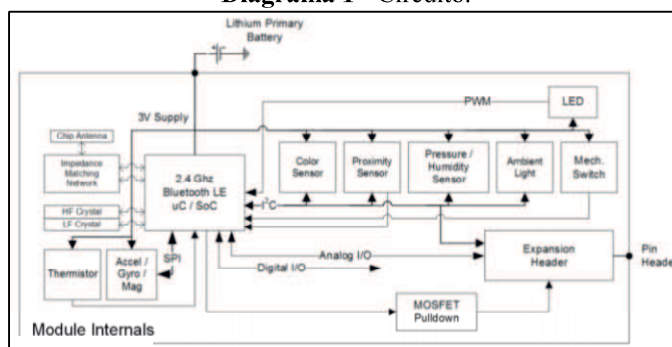 Diagrama 1 Circuito.
Lithium Primary
Battery
3V Supply
PWM
LED
Chip Antenna
Impedance
Matching
Network
2.4 Ghz
Bluetooth LE
uC / SoC
Color
Sensor
Proximity
Sensor
Pressure /
Humidity
Sensor
Ambient
Light
Mech.
Switch
I²C
HF Crystal
LF Crystal
Thermistor
Accel /
Gyro /
Mag
SPI
Analog I/O
Digital I/O
Expansion
Header
Pin
Header
MOSFET
Pulldown
Module Internals